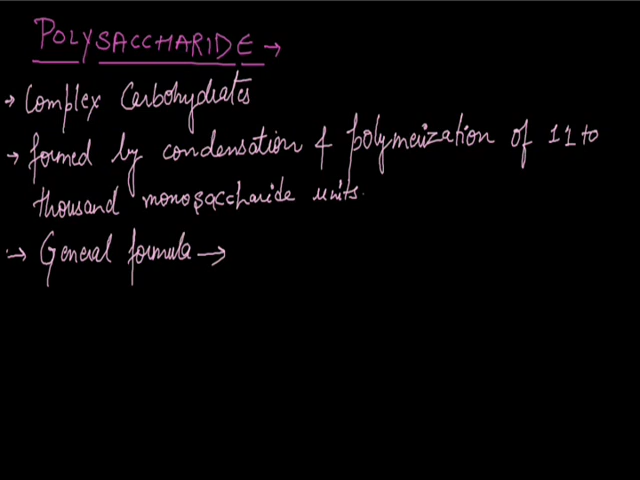 POLYSACCHARIDE →
→ Complex Carbohydrates
→ formed by condensation & polymerization of 11 to
thousand monosaccharide units.
→ General formula →